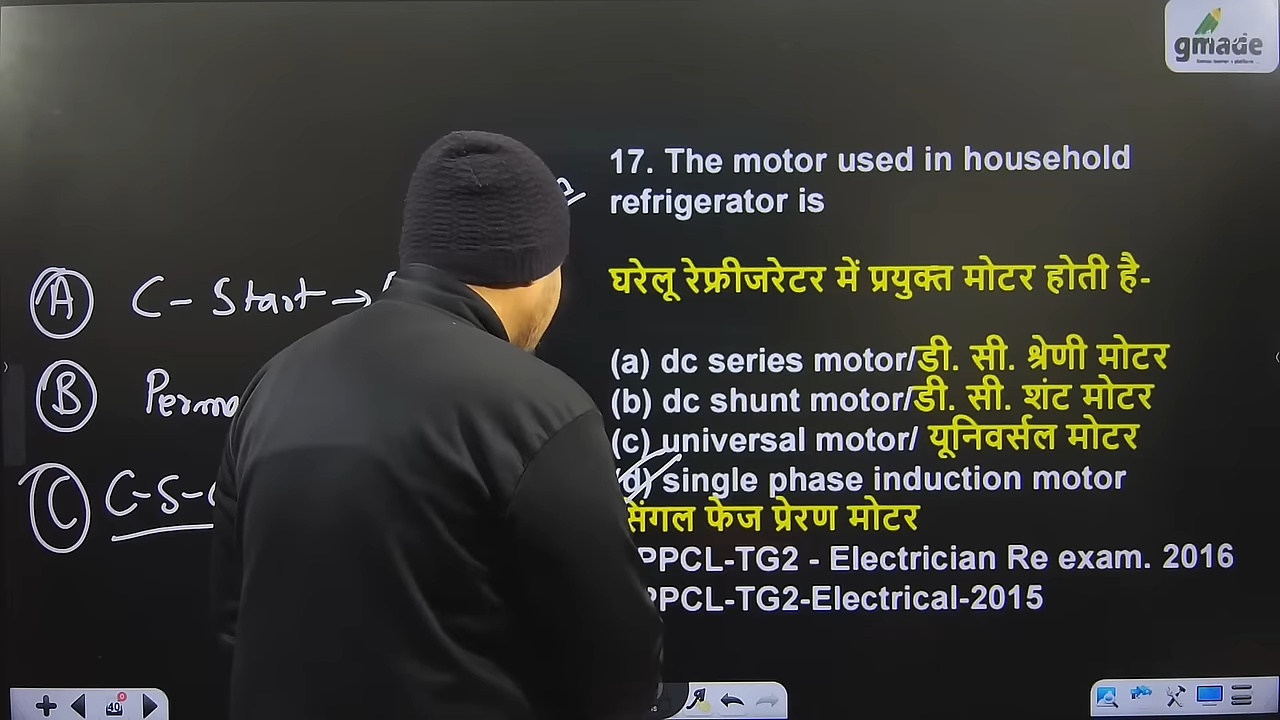 gmade
17. The motor used in household
refrigerator is
घरेलू रेफ्रीजरेटर में प्रयुक्त मोटर होती है-
(a) dc series motor/डी. सी. श्रेणी मोटर
(b) dc shunt motor/डी. सी. शंट मोटर
(c) universal motor/ यूनिवर्सल मोटर
(d) single phase induction motor
सिंगल फेज प्रेरण मोटर
PPCL-TG2 - Electrician Re exam. 2016
PPCL-TG2-Electrical-2015
A C- Start →
B Perma
C C-S-
40